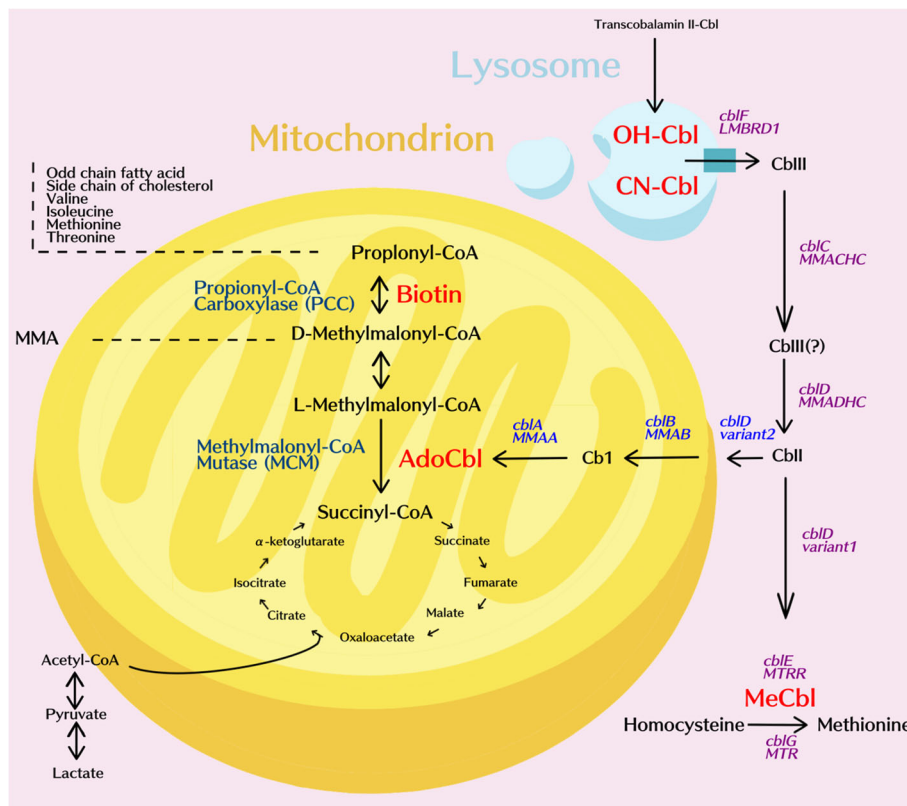 Transcobalamin II-Cbl
Lysosome
cblF
LMBRD1
Mitochondrion
OH-Cbl
CN-Cbl
CblII
Odd chain fatty acid
Side chain of cholesterol
Valine
Isoleucine
Methionine
Threonine
Proplonyl-CoA
cblC
MMACHC
Propionyl-CoA
Carboxylase (PCC)
Biotin
MMA
D-Methylmalonyl-CoA
CblII(?)
cblD
MMADHC
L-Methylmalonyl-CoA
Methylmalonyl-CoA
Mutase (MCM)
AdoCbl
cblA
MMAA
Cb1
cblB
MMAB
cblD
variant2
CbII
Succinyl-CoA
α-ketoglutarate
Succinate
cblD
variant1
Isocitrate
Fumarate
Citrate
Malate
Oxaloacetate
Acetyl-CoA
cblE
MTRR
MeCbl
Pyruvate
Homocysteine
Methionine
cblG
MTR
Lactate